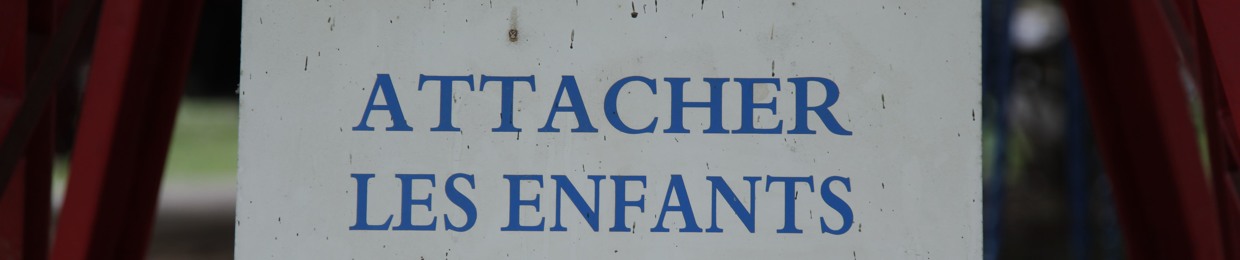 ATTACHER
LES ENFANTS